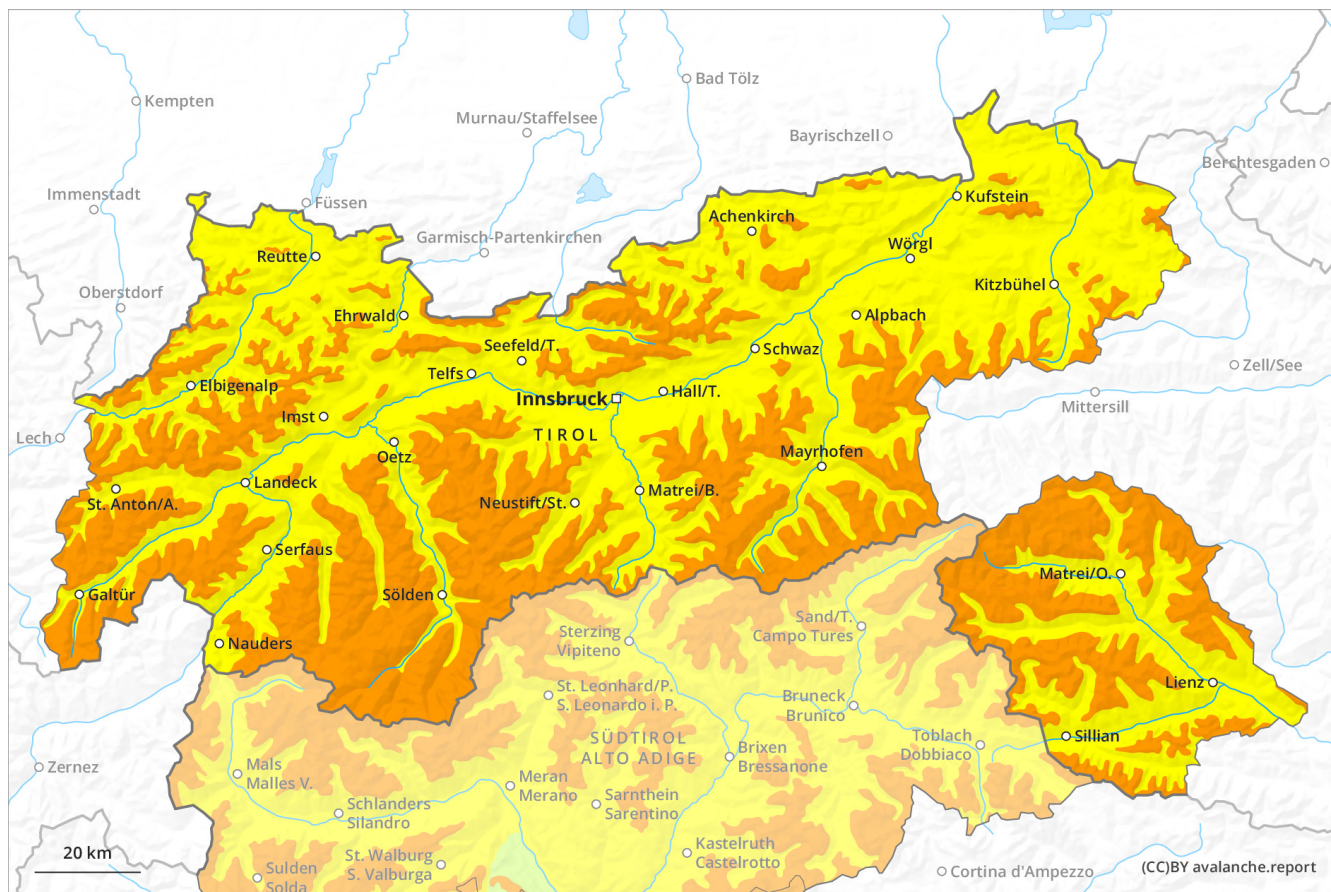 Bad Tölz
Kempten
Murnau/Staffelsee
Bayrischzell
Berchtesgaden
Immenstadt
Füssen
Kufstein
Achenkirch
Garmisch-Partenkirchen
Wörgl
Reutte
Kitzbühel
Oberstdorf
Ehrwald
Alpbach
Seefeld/T.
Schwaz
Zell/See
Telfs
Elbigenalp
Hall/T.
Innsbruck
Mittersill
Imst
Lech
TIROL
Oetz
Mayrhofen
Landeck
Matrei/B.
St. Anton/A.
Neustift/St.
Serfaus
Matrei/O.
Galtür
Sölden
Sand/T.
Campo Tures
Sterzing
Vipiteno
Nauders
Lienz
St. Leonhard/P.
S. Leonardo i. P.
Bruneck
Brunico
Sillian
SÜDTIROL
ALTO ADIGE
Toblach
Dobbiaco
Brixen
Bressanone
Zernez
Mals
Malles V.
Meran
Merano
Sarnthein
Sarentino
Schlanders
Silandro
Kastelruth
Castelrotto
20 km
St. Walburg
S. Valburga
Sulden
Solda
Cortina d'Ampezzo
(CC)BY avalanche.report